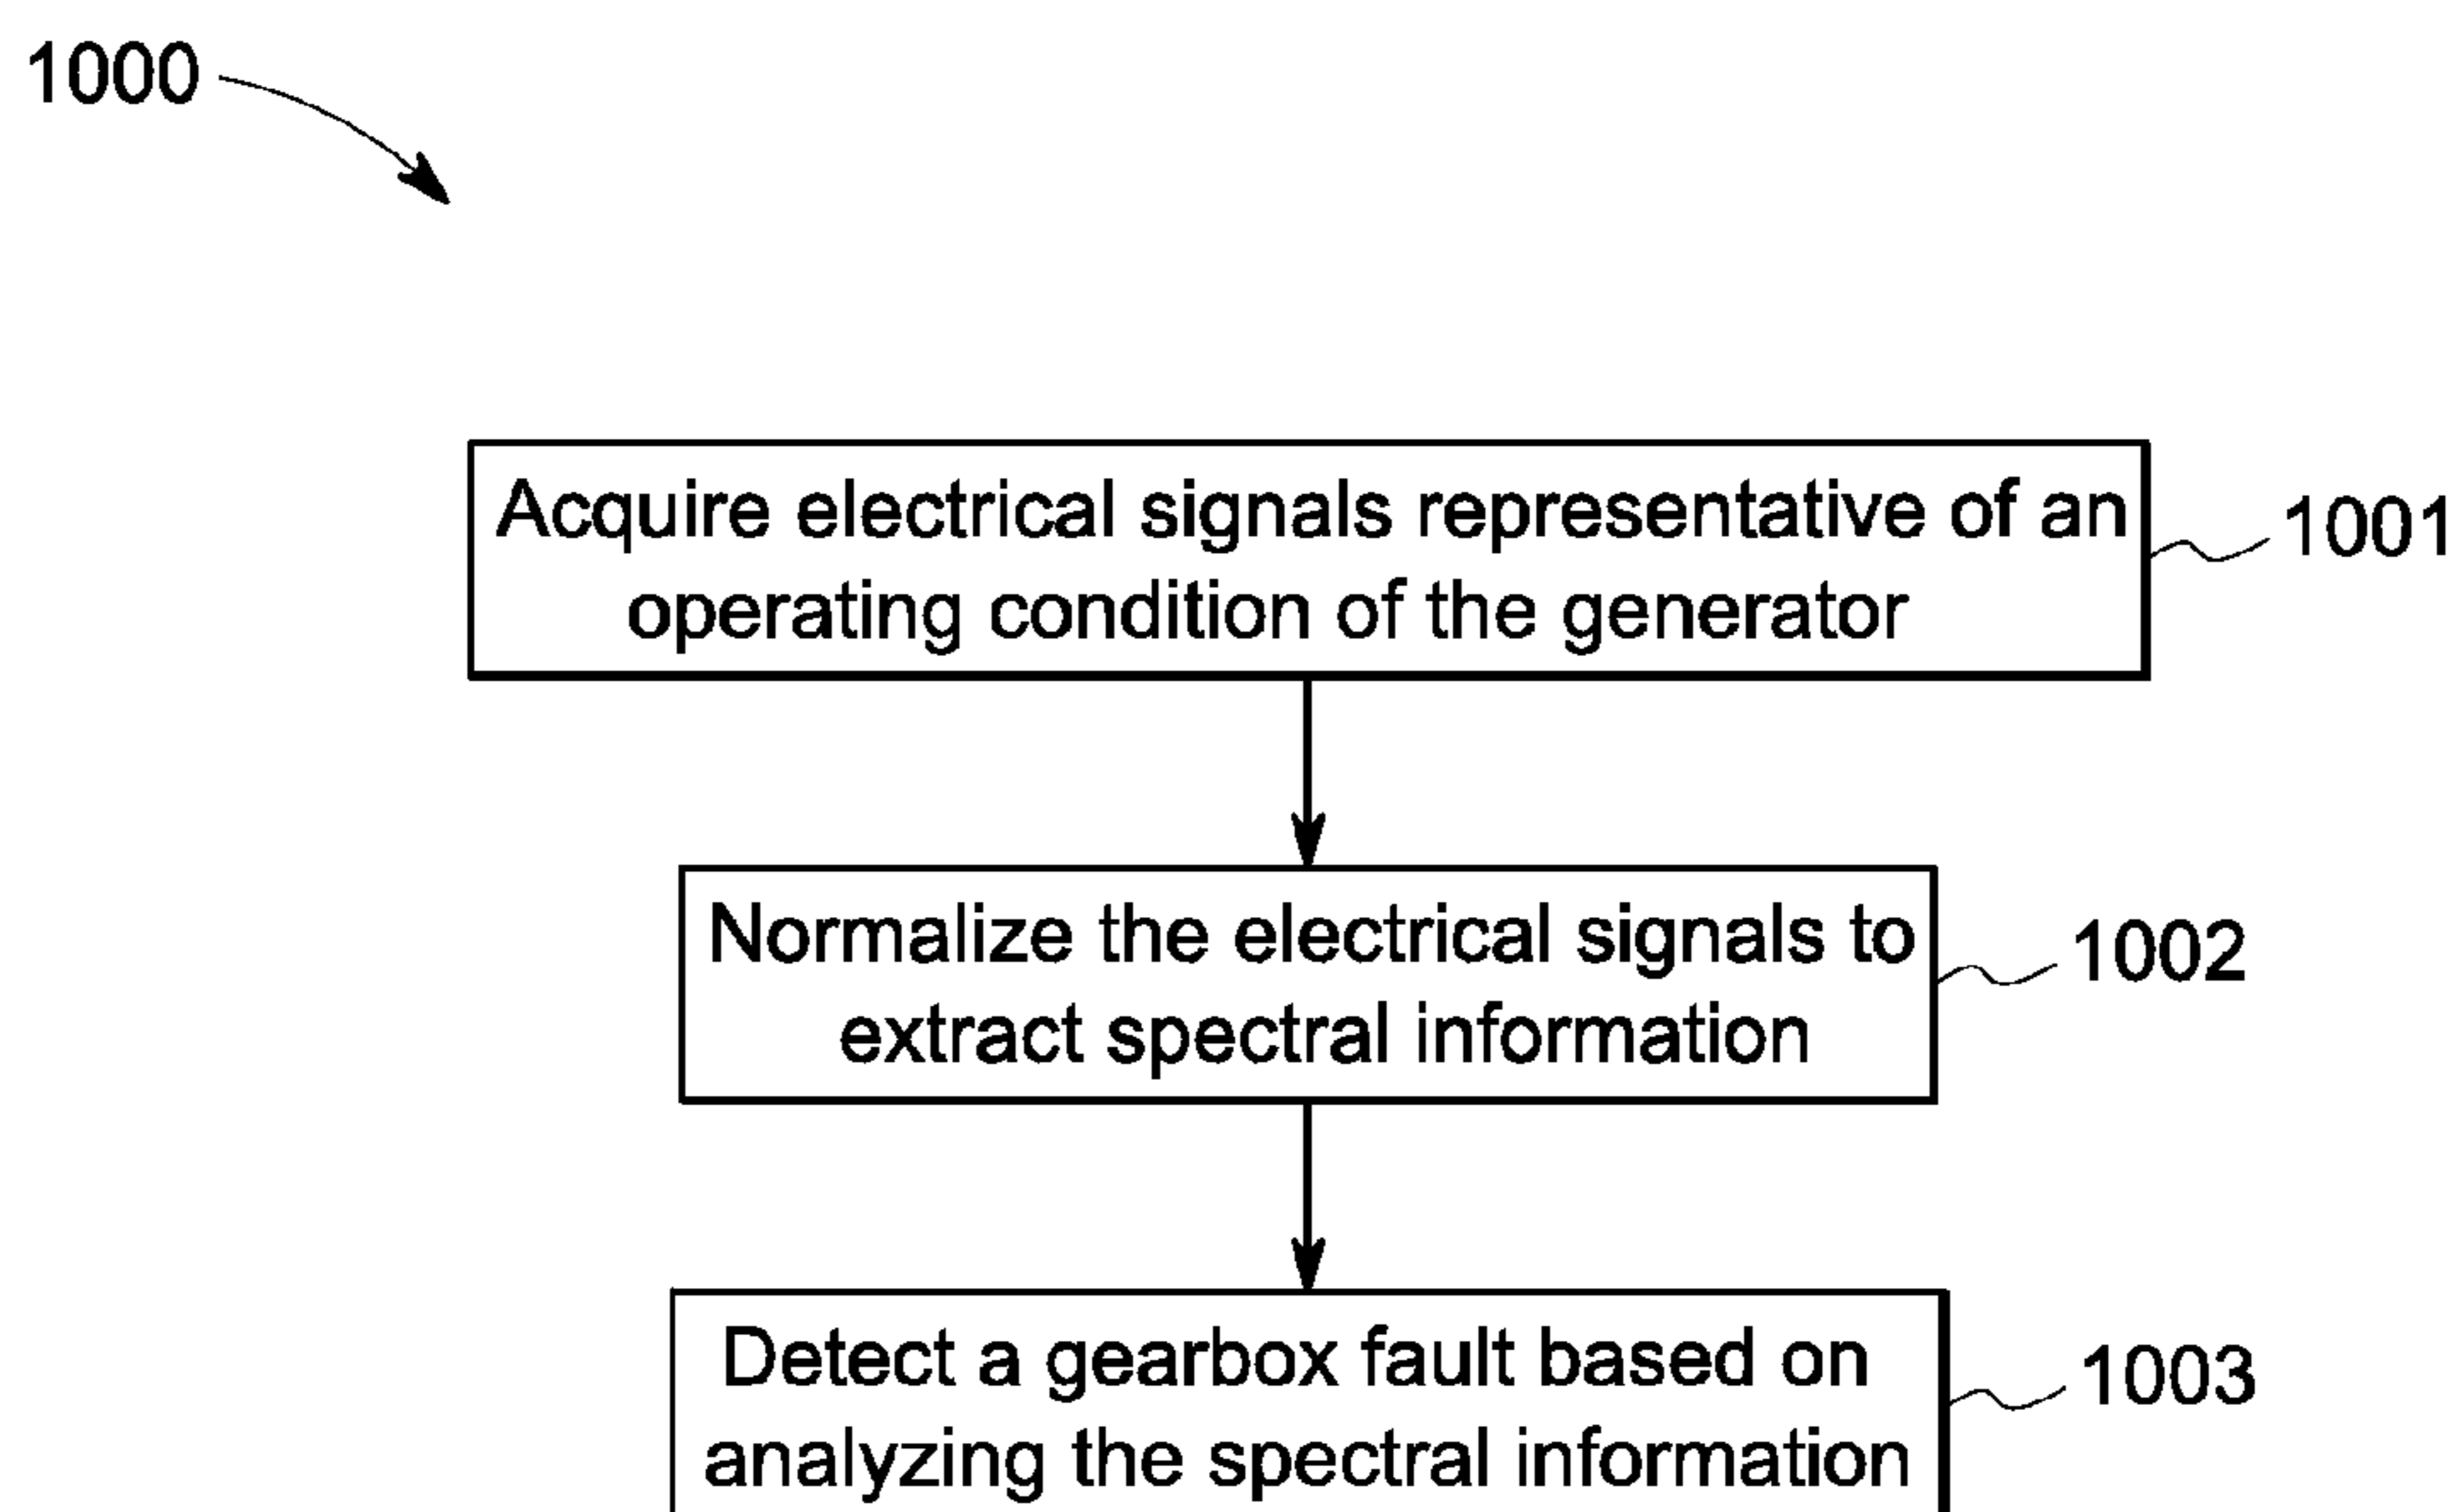 1000
Acquire electrical signals representative of an
operating condition of the generator
1001
Normalize the electrical signals to
extract spectral information
1002
Detect a gearbox fault based on
analyzing the spectral information
1003